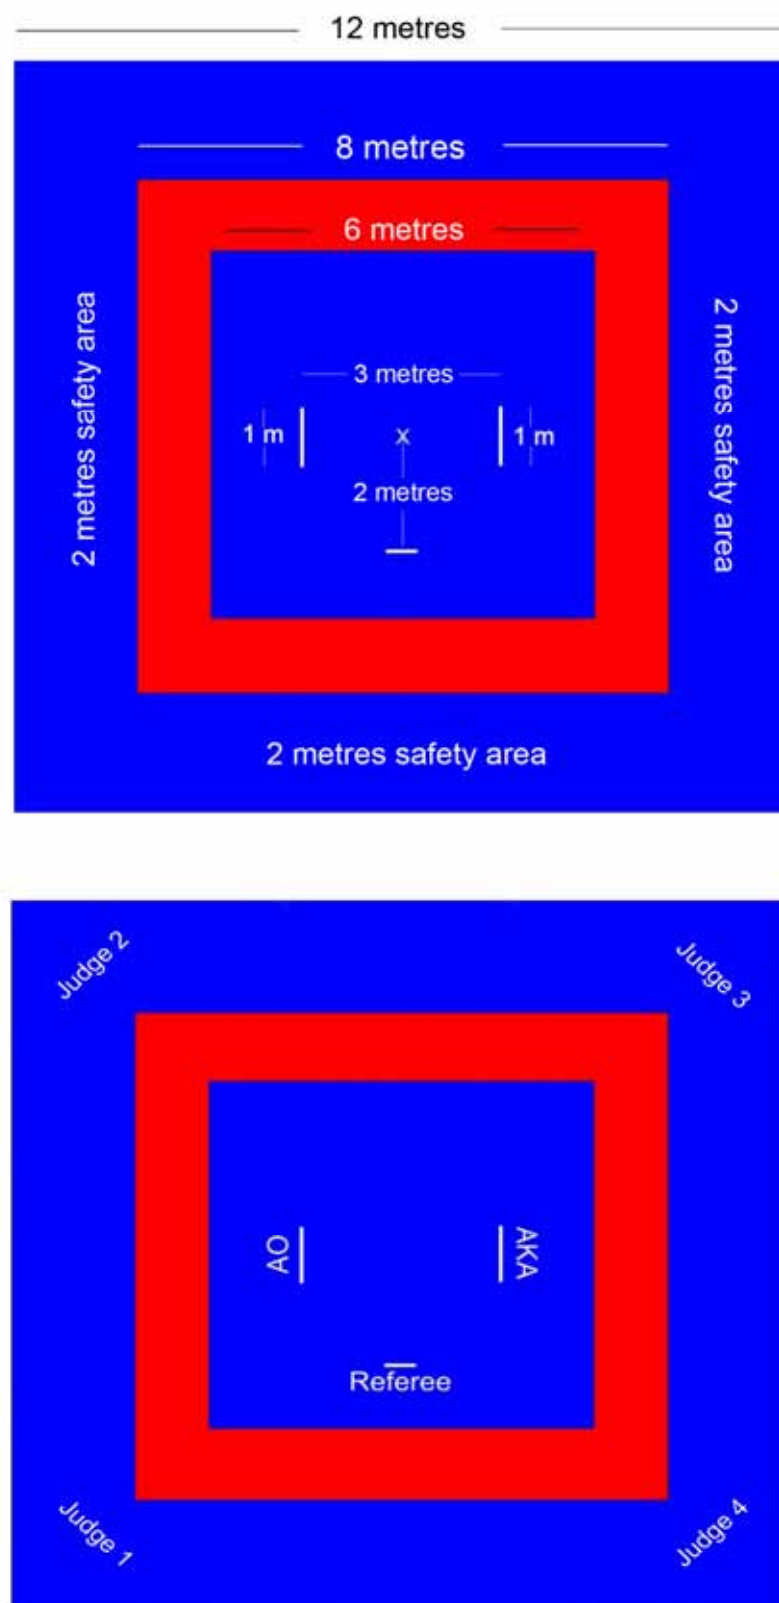 12 metres
8 metres
6 metres
2 metres safety area
2 metres safety area
3 metres
1 m
x
1 m
2 metres
2 metres safety area
Judge 2
Judge 3
AO
AKA
Referee
Judge 1
Judge 4